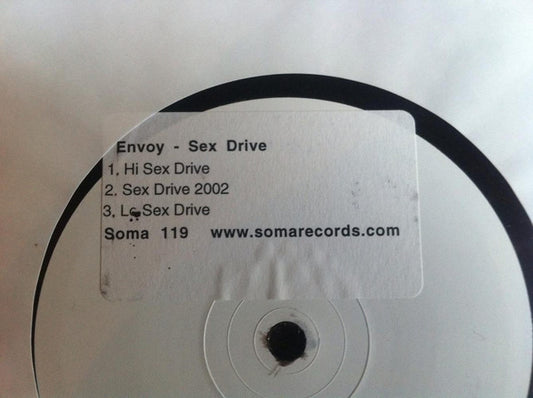 Envoy - Sex Drive
1. Hi Sex Drive
2. Sex Drive 2002
3. Lo Sex Drive
Soma 119 www.somarecords.com